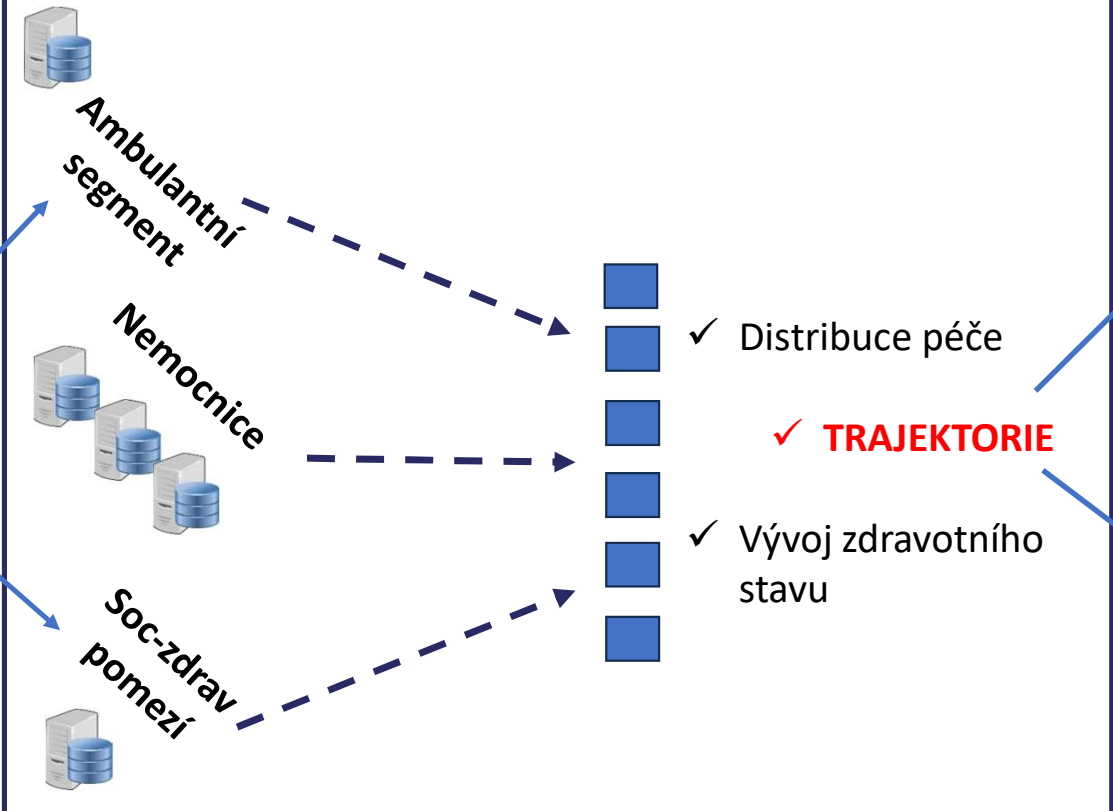 Ambulantní
segment
Nemocnice
Soc-zdrav
pomezí
✓ Distribuce péče
✓ TRAJEKTORIE
✓ Vývoj zdravotního
stavu